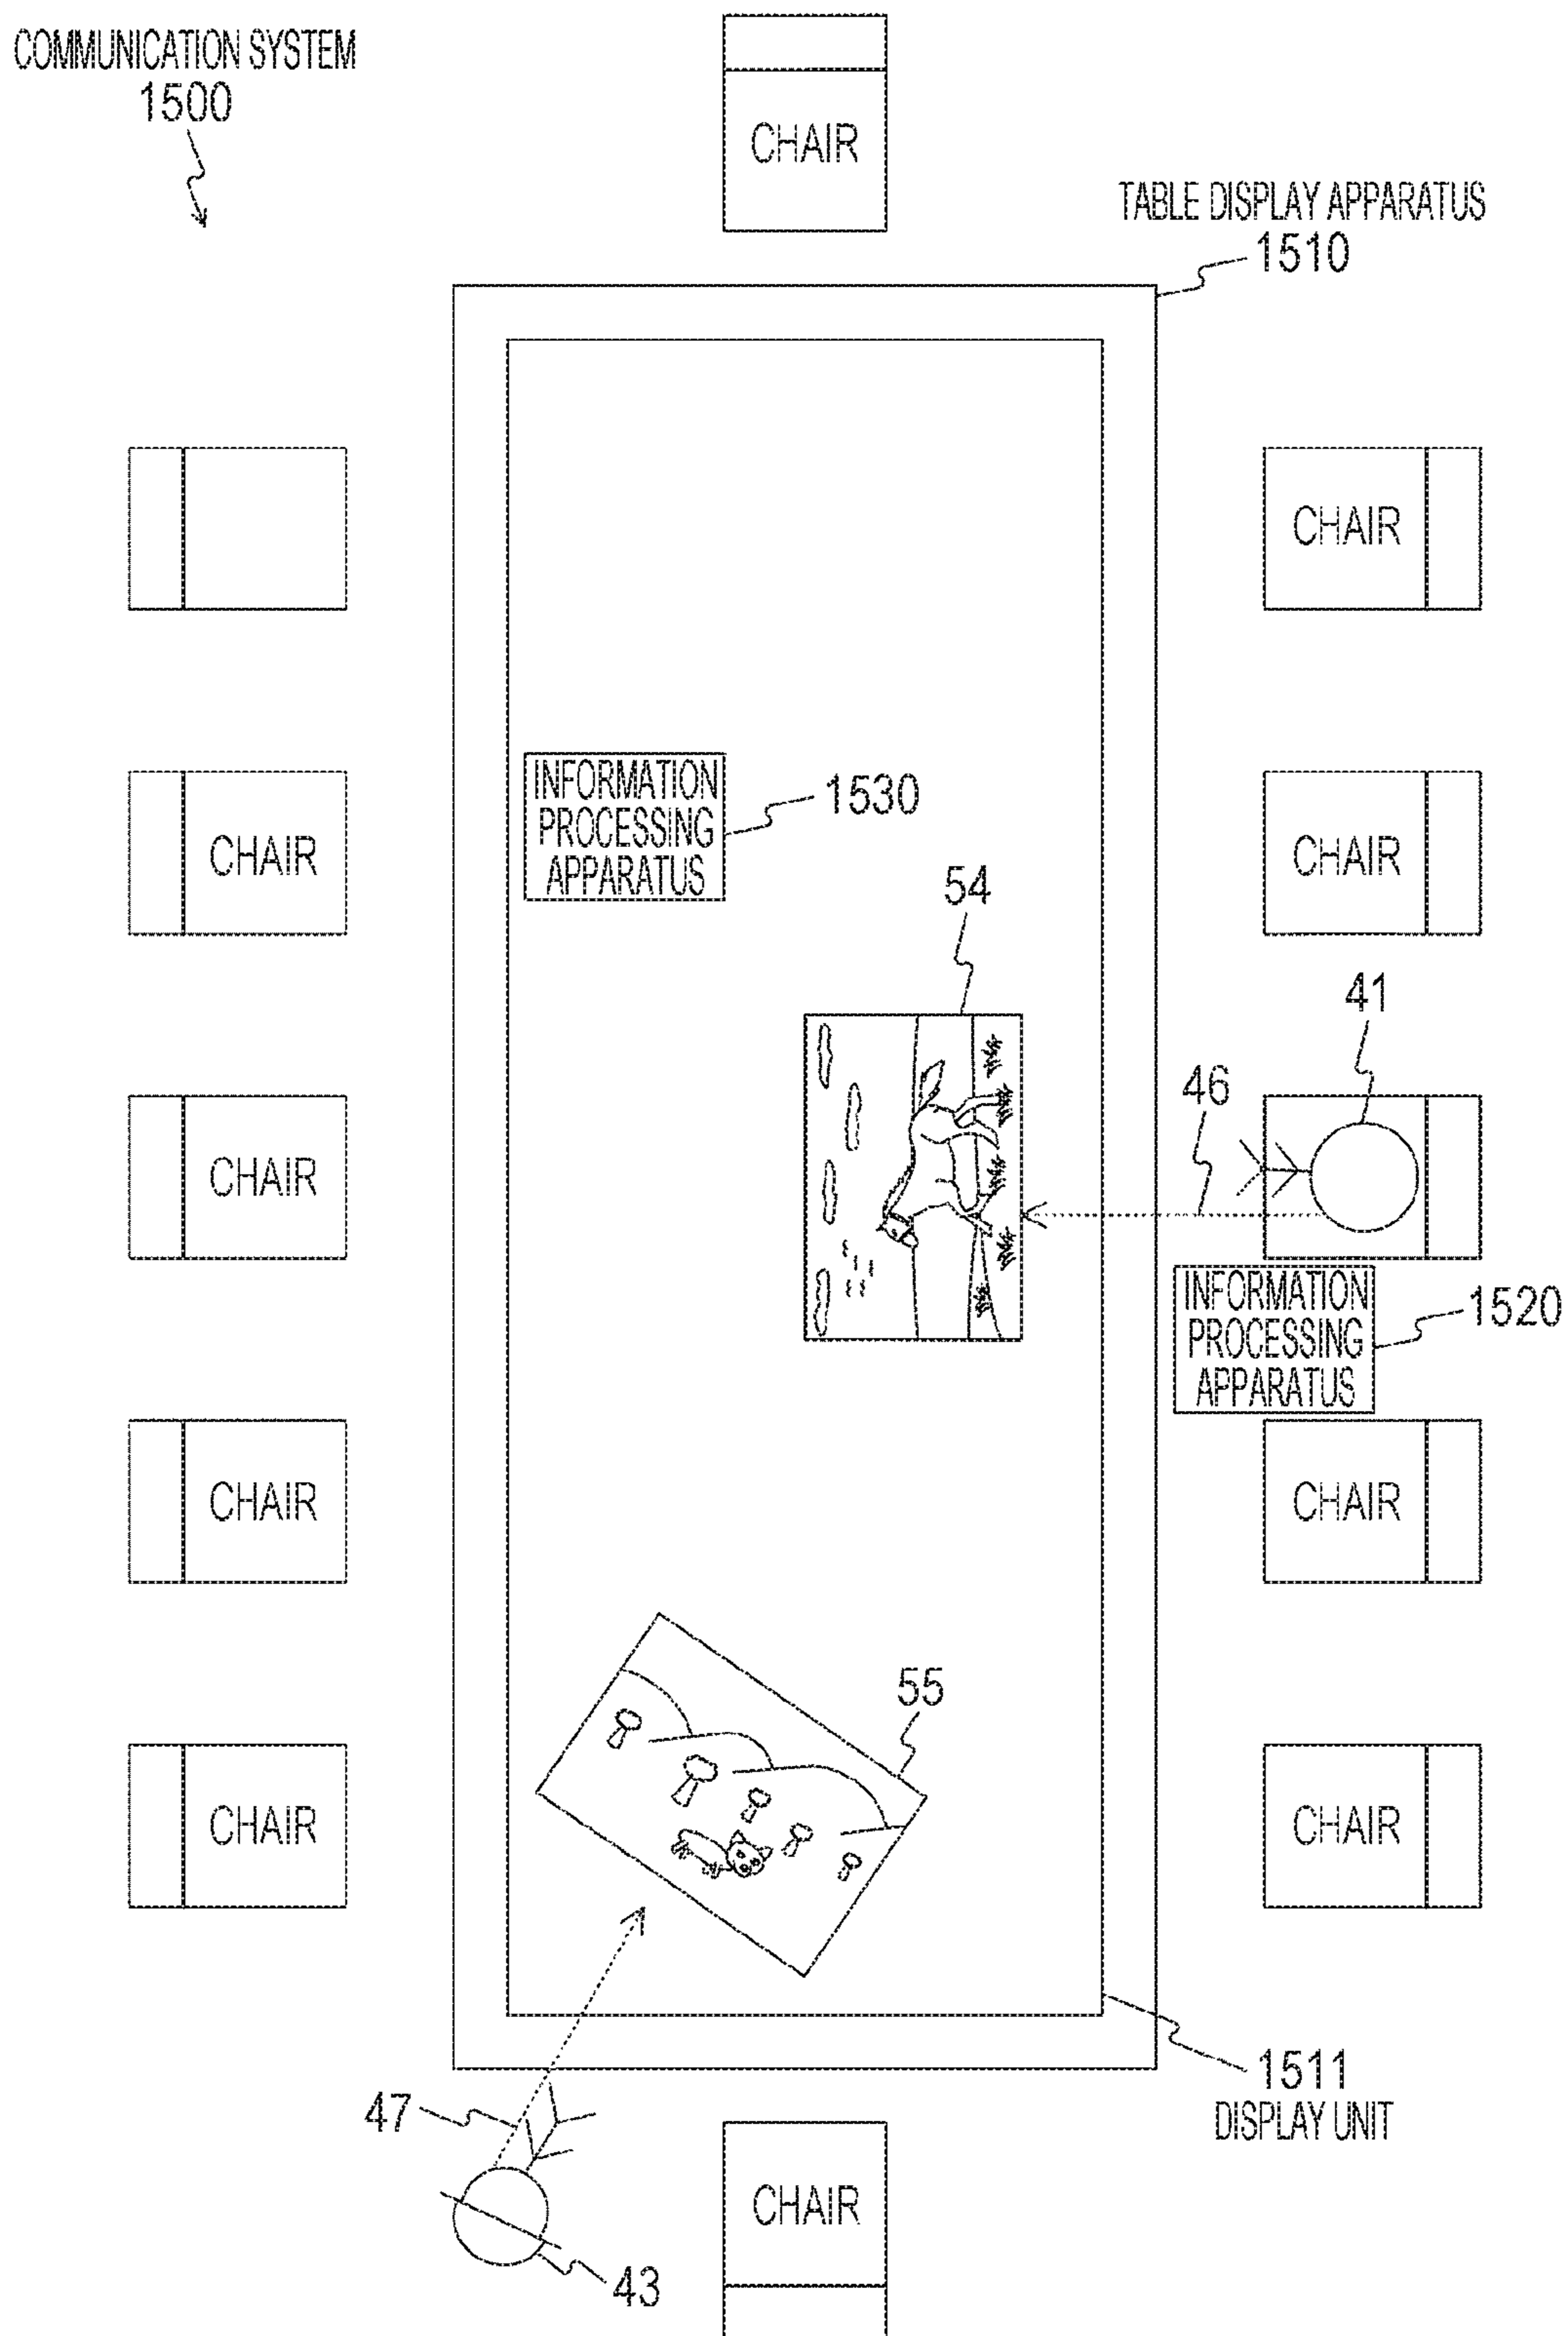 COMMUNICATION SYSTEM
1500
CHAIR
TABLE DISPLAY APPARATUS
1510
CHAIR
INFORMATION
PROCESSING
APPARATUS
1530
CHAIR
CHAIR
54
41
46
CHAIR
INFORMATION
PROCESSING
APPARATUS
1520
CHAIR
CHAIR
55
CHAIR
CHAIR
1511
DISPLAY UNIT
47
CHAIR
43